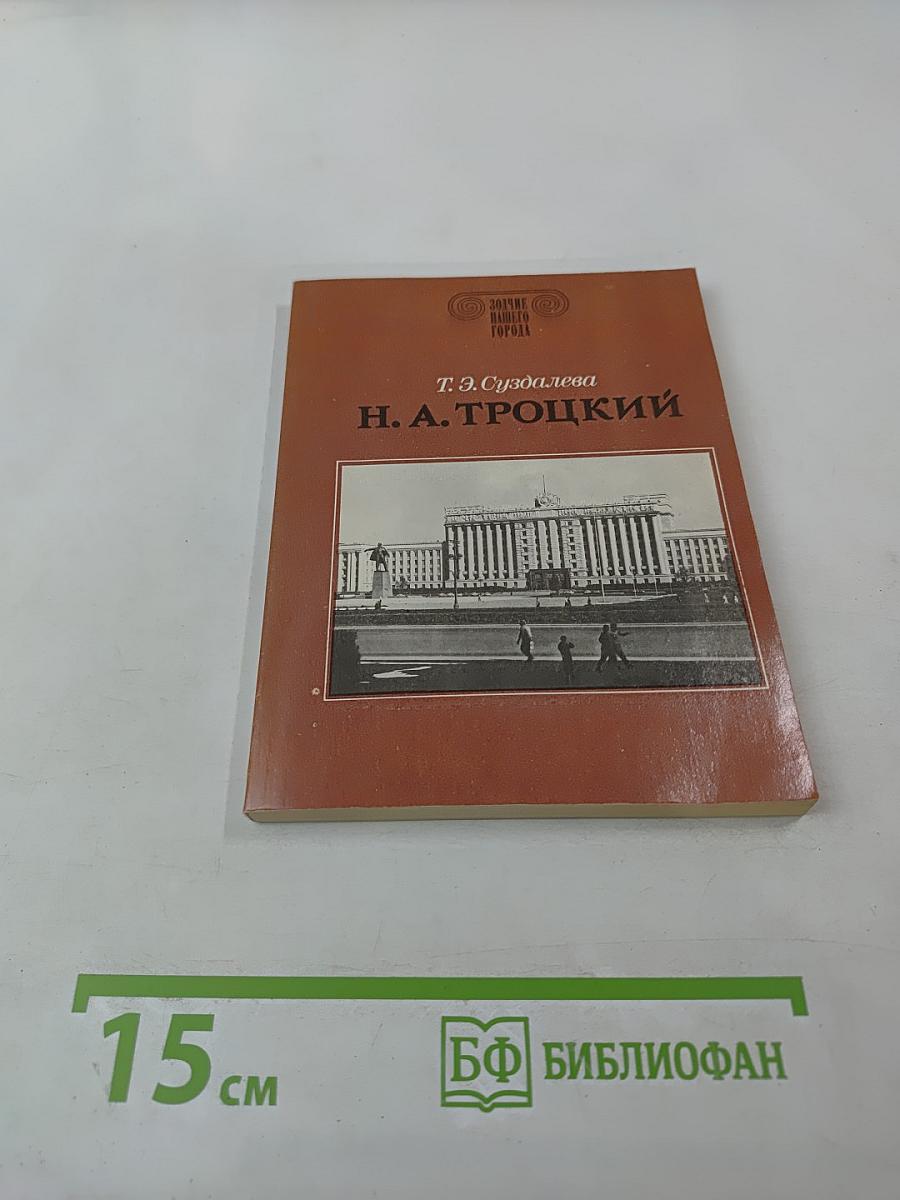 ЗОДЧИЕ
НАШЕГО
ГОРОДА
Т. Э. Суздалева
Н. А. ТРОЦКИЙ
15 см
БФ БИБЛИОФАН